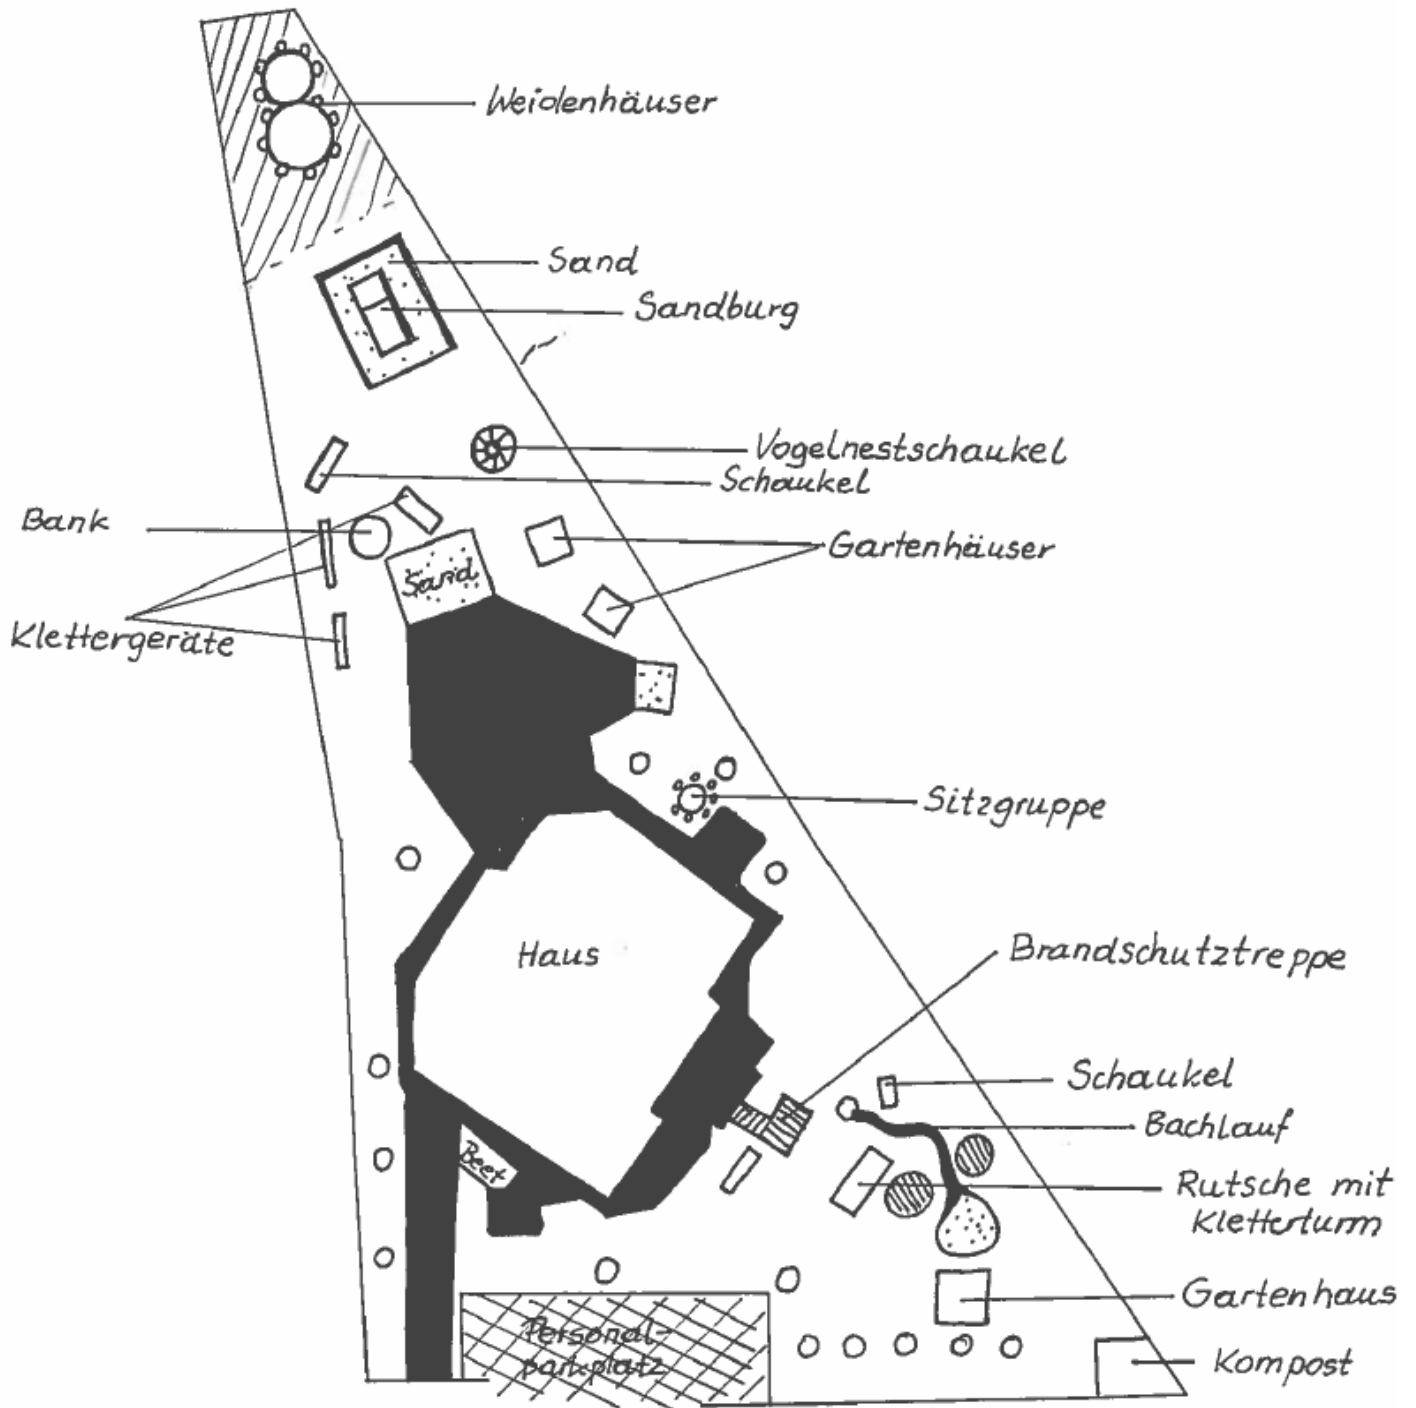 Weidenhäuser
Sand
Sandburg
Vogelnestschaukel
Schaukel
Bank
Gartenhäuser
Sand
Klettergeräte
Sitzgruppe
Haus
Brandschutztreppe
Schaukel
Bachlauf
Beet
Rutsche mit
Kletterturm
Gartenhaus
Personal-
parkplatz
Kompost